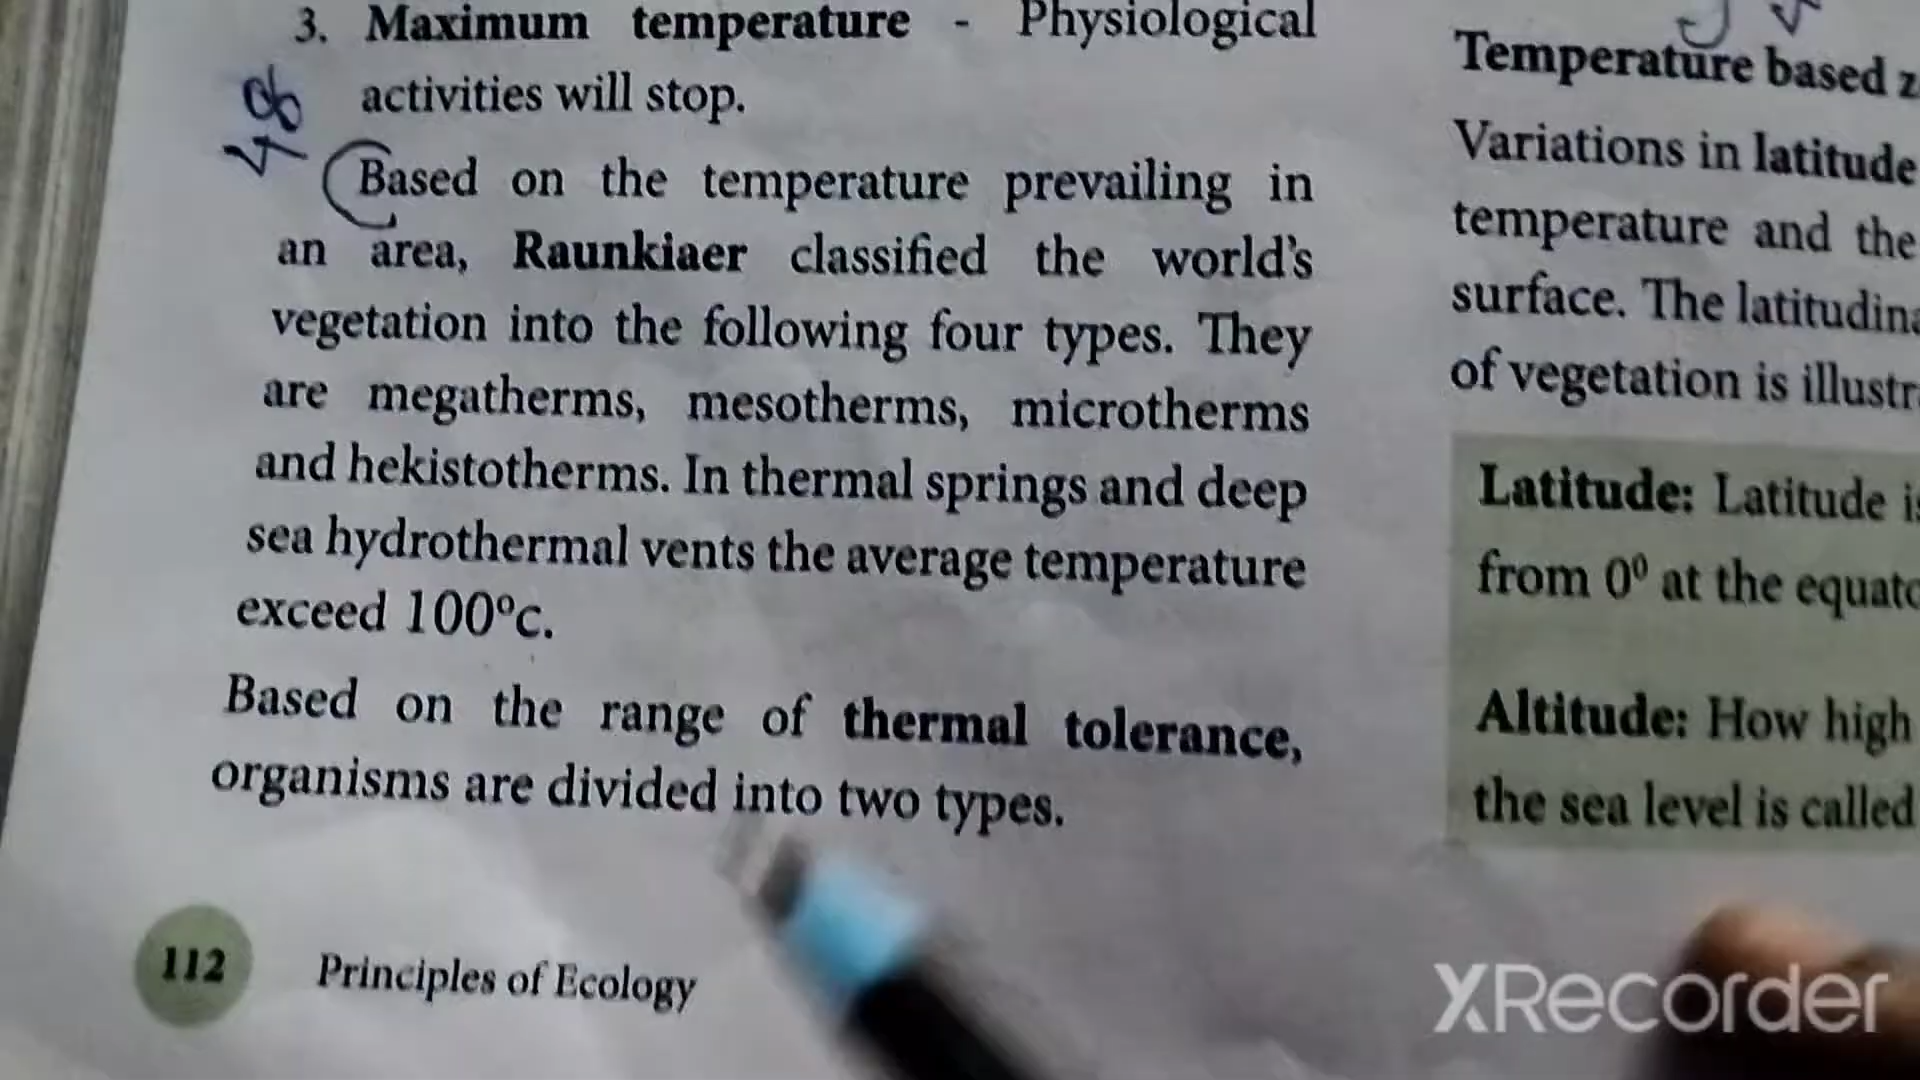 3. Maximum temperature - Physiological
activities will stop.
Based on the temperature prevailing in
an area, Raunkiaer classified the world's
vegetation into the following four types. They
are megatherms, mesotherms, microtherms
and hekistotherms. In thermal springs and deep
sea hydrothermal vents the average temperature
exceed 100⁰c.
Based on the range of thermal tolerance,
organisms are divided into two types.
112 Principles of Ecology
Temperature based
Variations in latitude
temperature and the
surface. The
of vegetation is
Latitude: Latitude
from 0⁰ at the
Altitude: How high
the sea level is called
XRecorder